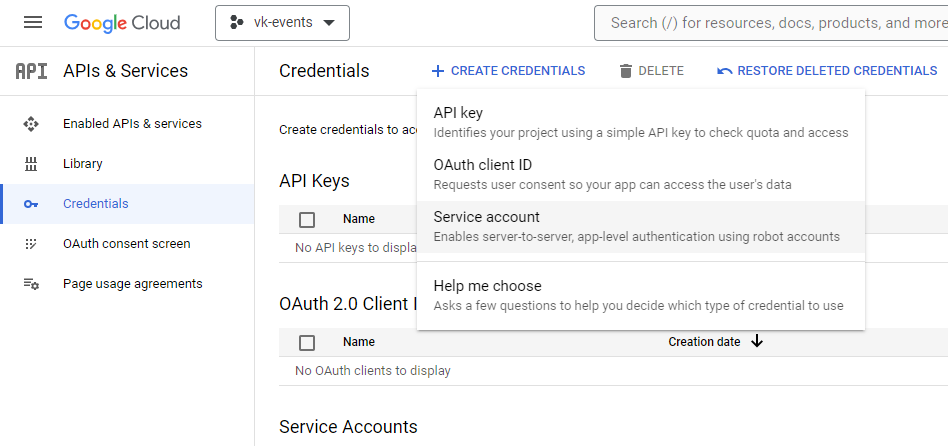 Google Cloud
vk-events
Search (/) for resources, docs, products, and more
API
APIs & Services
Credentials
CREATE CREDENTIALS
DELETE
RESTORE DELETED CREDENTIALS
Enabled APIs & services
Library
Credentials
OAuth consent screen
Page usage agreements
Create credentials to
API key
Identifies your project using a simple API key to check quota and access
OAuth client ID
Requests user consent so your app can access the user's data
Service account
Enables server-to-server, app-level authentication using robot accounts
Help me choose
Asks a few questions to help you decide which type of credential to use
API Keys
Name
No API keys to displa
OAuth 2.0 Client I
Name
Creation date
No OAuth clients to display
Service Accounts